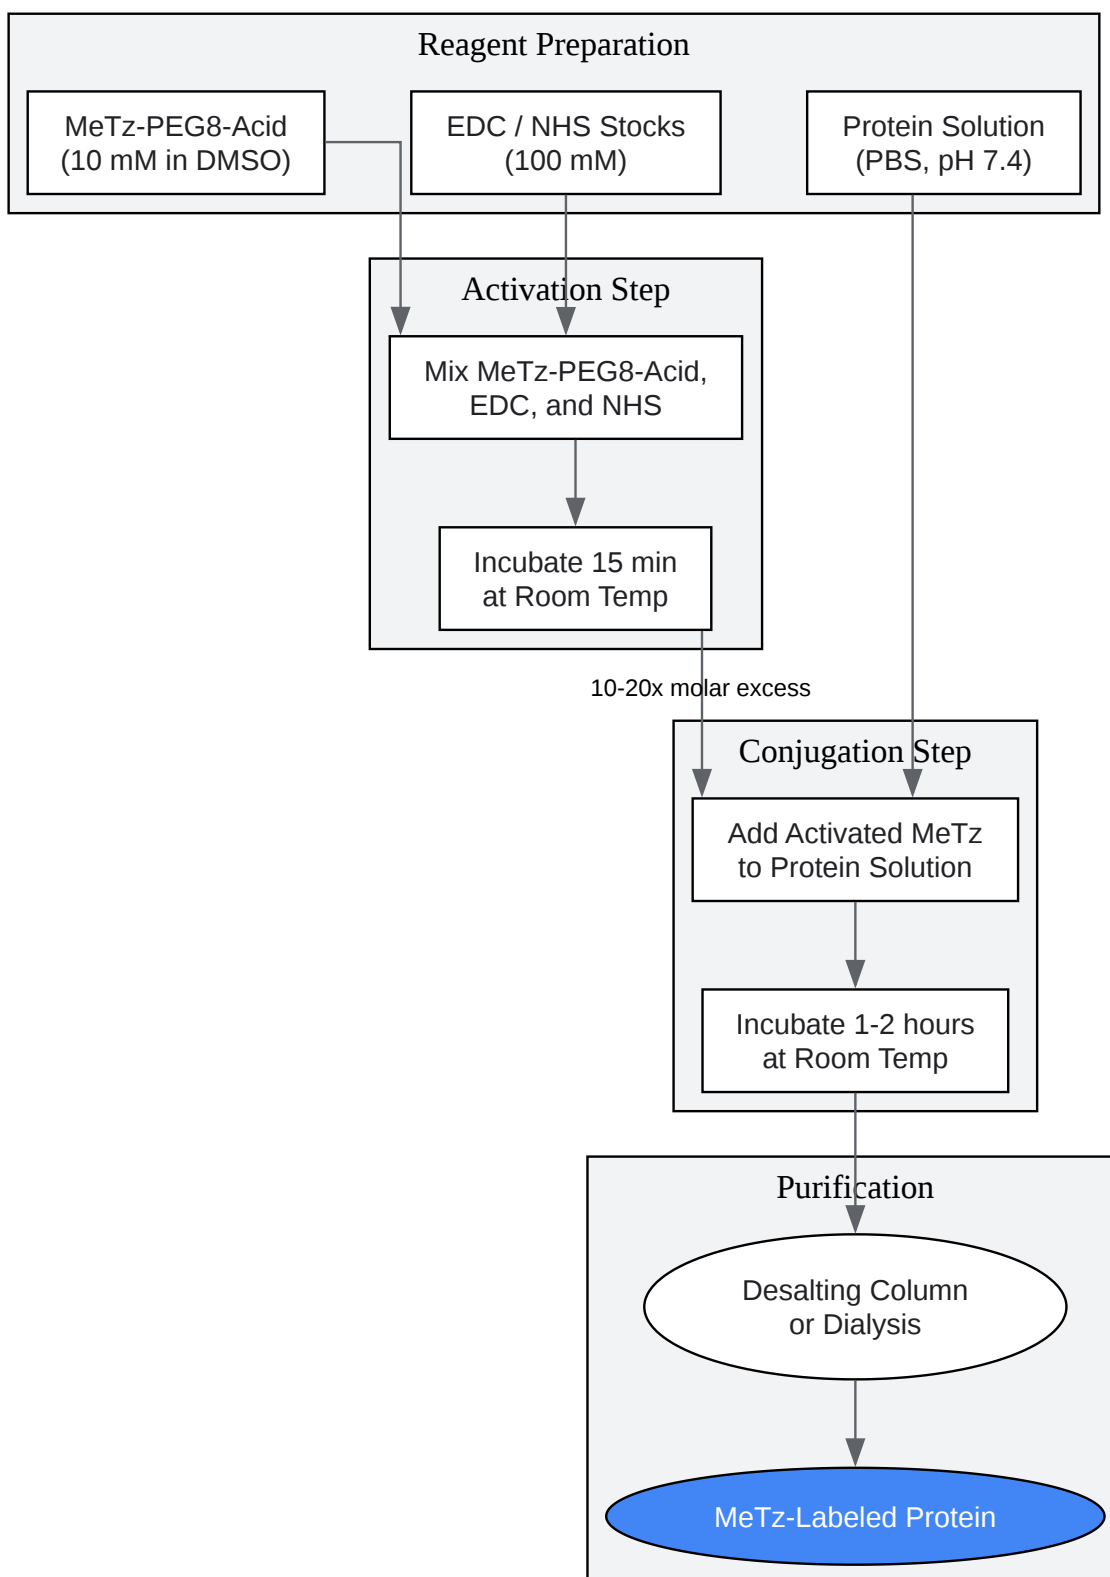 Reagent Preparation
MeTz-PEG8-Acid
(10 mM in DMSO)
EDC / NHS Stocks
(100 mM)
Protein Solution
(PBS, pH 7.4)
Activation Step
Mix MeTz-PEG8-Acid,
EDC, and NHS
Incubate 15 min
at Room Temp
10-20x molar excess
Conjugation Step
Add Activated MeTz
to Protein Solution
Incubate 1-2 hours
at Room Temp
Purification
Desalting Column
or Dialysis
MeTz-Labeled Protein